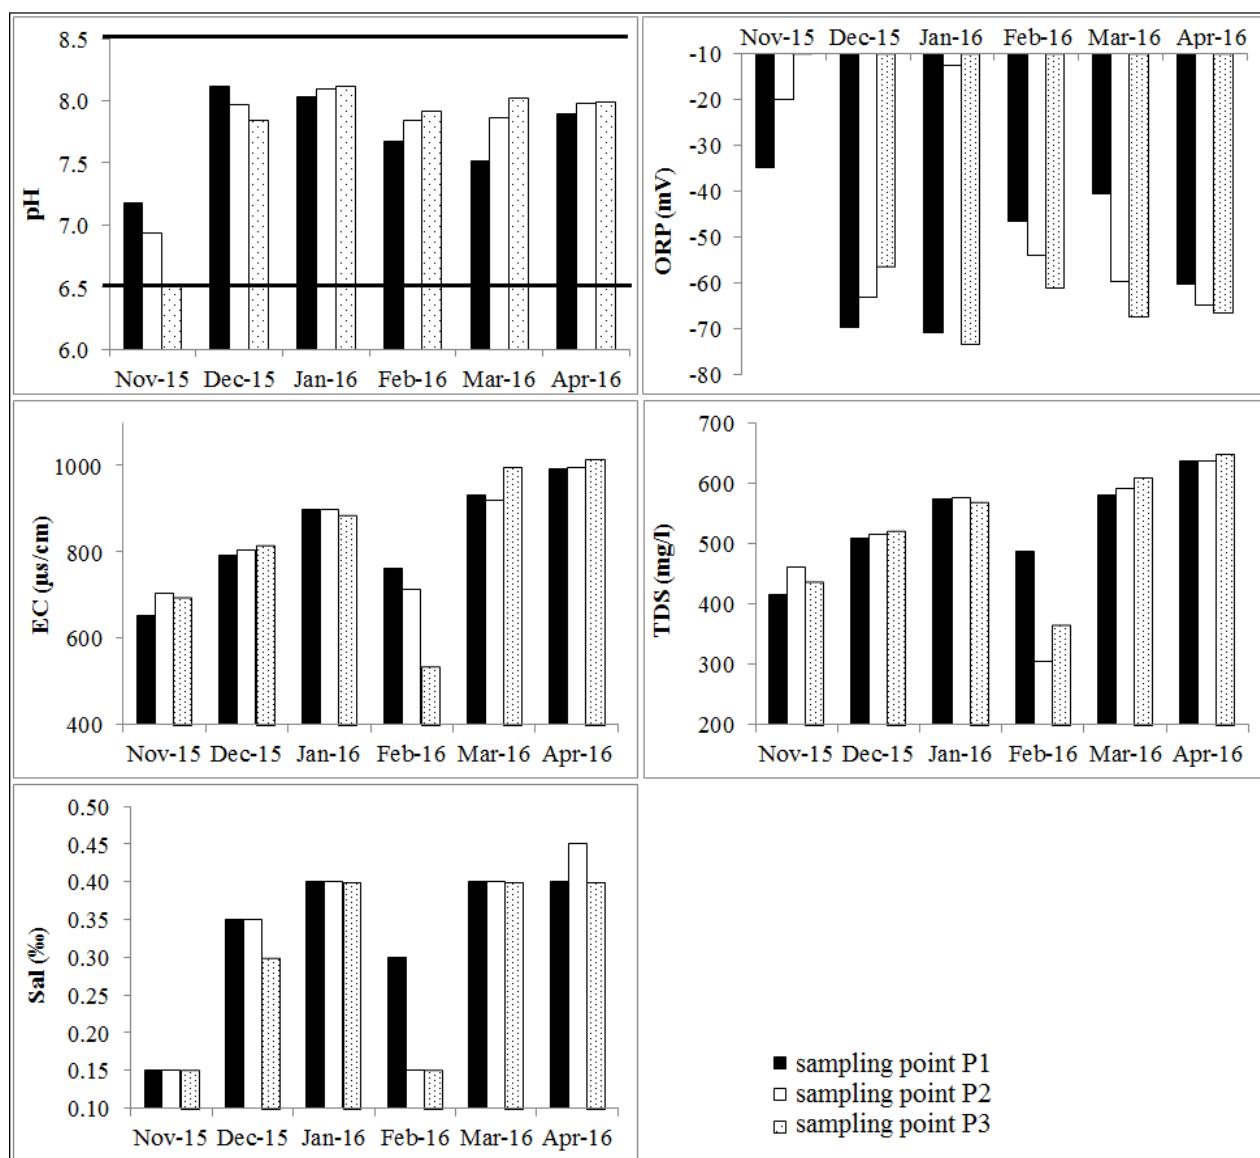 8.5
8.0
7.5
7.0
6.5
6.0
pH
Nov-15 Dec-15 Jan-16 Feb-16 Mar-16 Apr-16
Nov-15 Dec-15 Jan-16 Feb-16 Mar-16 Apr-16
-10
-20
-30
-40
-50
-60
-70
-80
ORP (mV)
1000
800
600
400
EC (µs/cm)
Nov-15 Dec-15 Jan-16 Feb-16 Mar-16 Apr-16
700
600
500
400
300
200
TDS (mg/l)
Nov-15 Dec-15 Jan-16 Feb-16 Mar-16 Apr-16
0.50
0.45
0.40
0.35
0.30
0.25
0.20
0.15
0.10
Sal (‰)
Nov-15 Dec-15 Jan-16 Feb-16 Mar-16 Apr-16
sampling point P1
sampling point P2
sampling point P3